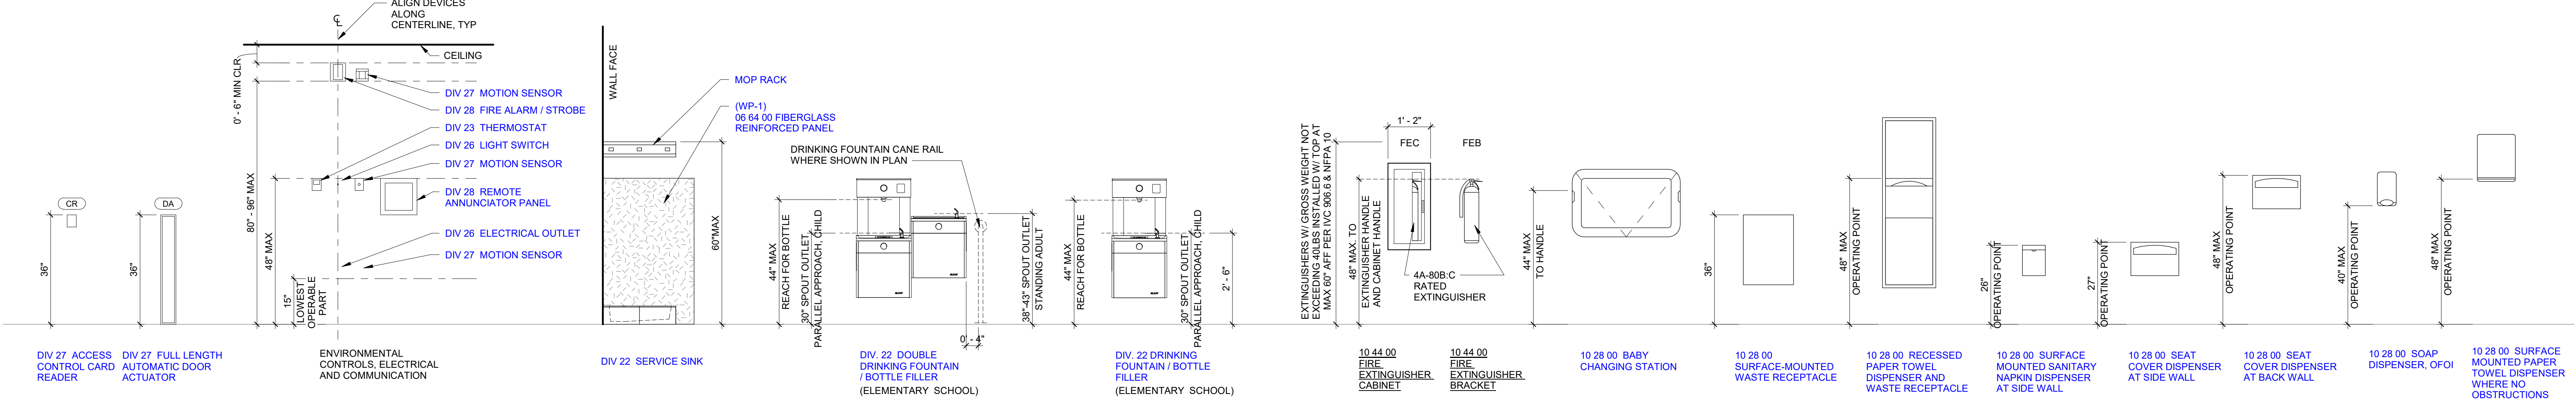 ALIGN DEVICES
ALONG
CENTERLINE, TYP
CL
CEILING
0' - 6" MIN CLR
DIV 27 MOTION SENSOR
DIV 28 FIRE ALARM / STROBE
DIV 23 THERMOSTAT
DIV 26 LIGHT SWITCH
DIV 27 MOTION SENSOR
DIV 28 REMOTE
ANNUNCIATOR PANEL
DIV 26 ELECTRICAL OUTLET
DIV 27 MOTION SENSOR
80" - 96" MAX
48" MAX
15"
LOWEST
OPERABLE
PART
CR
36"
DA
36"
DIV 27 ACCESS
CONTROL CARD
READER
DIV 27 FULL LENGTH
AUTOMATIC DOOR
ACTUATOR
ENVIRONMENTAL
CONTROLS, ELECTRICAL
AND COMMUNICATION
WALL FACE
MOP RACK
(WP-1)
06 64 00 FIBERGLASS
REINFORCED PANEL
60"MAX
DIV 22 SERVICE SINK
DRINKING FOUNTAIN CANE RAIL
WHERE SHOWN IN PLAN
44" MAX
REACH FOR BOTTLE
30" SPOUT OUTLET
PARALLEL APPROACH, CHILD
38"-43" SPOUT OUTLET
STANDING ADULT
0' - 4"
DIV. 22 DOUBLE
DRINKING FOUNTAIN
/ BOTTLE FILLER
(ELEMENTARY SCHOOL)
44" MAX
REACH FOR BOTTLE
30" SPOUT OUTLET
PARALLEL APPROACH, CHILD
2' - 6"
DIV. 22 DRINKING
FOUNTAIN / BOTTLE
FILLER
(ELEMENTARY SCHOOL)
EXTINGUISHERS W/ GROSS WEIGHT NOT
EXCEEDING 40LBS INSTALLED W/ TOP AT
MAX 60" AFF PER IVC 906.6 & NFPA 10
48" MAX. TO
EXTINGUISHER HANDLE
AND CABINET HANDLE
1' - 2"
FEC
FEB
4A-80B:C
RATED
EXTINGUISHER
10 44 00
FIRE
EXTINGUISHER
CABINET
10 44 00
FIRE
EXTINGUISHER
BRACKET
44" MAX
TO HANDLE
10 28 00 BABY
CHANGING STATION
36"
10 28 00
SURFACE-MOUNTED
WASTE RECEPTACLE
48" MAX
OPERATING POINT
10 28 00 RECESSED
PAPER TOWEL
DISPENSER AND
WASTE RECEPTACLE
26"
OPERATING POINT
10 28 00 SURFACE
MOUNTED SANITARY
NAPKIN DISPENSER
AT SIDE WALL
27"
OPERATING POINT
10 28 00 SEAT
COVER DISPENSER
AT SIDE WALL
48" MAX
OPERATING POINT
10 28 00 SEAT
COVER DISPENSER
AT BACK WALL
40" MAX
OPERATING POINT
10 28 00 SOAP
DISPENSER, OFOI
48" MAX
OPERATING POINT
10 28 00 SURFACE
MOUNTED PAPER
TOWEL DISPENSER
WHERE NO
OBSTRUCTIONS